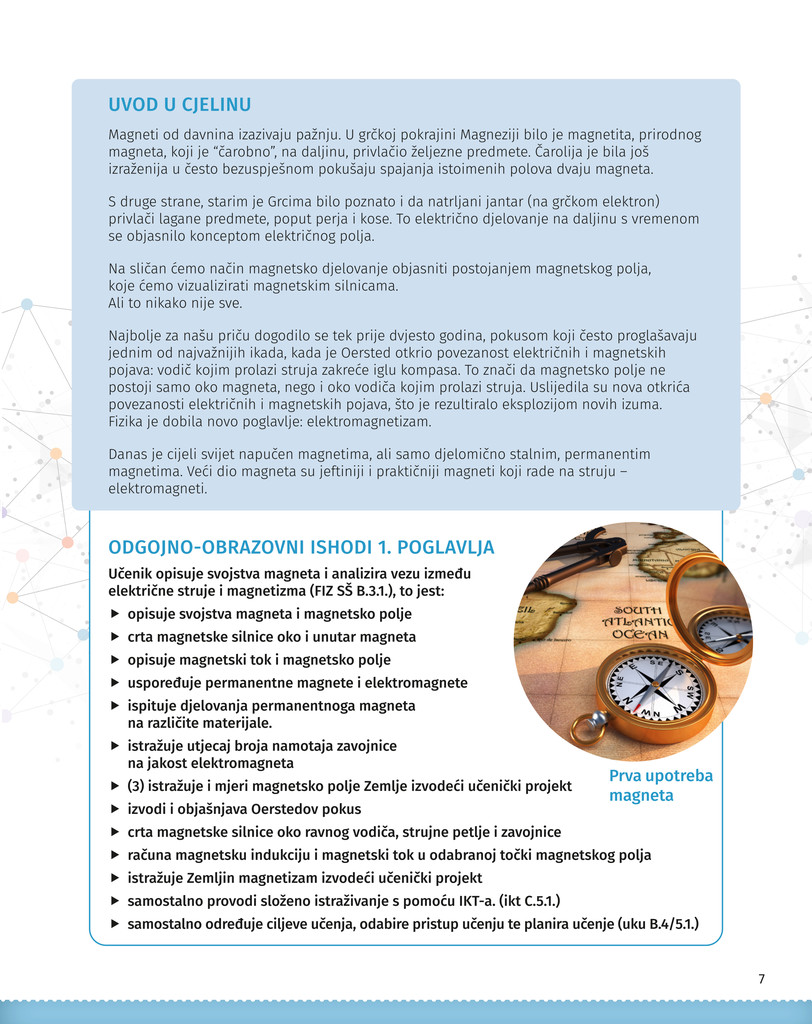 UVOD U CJELINU
Magneti od davnina izazivaju pažnju. U grčkoj pokrajini Magneziji bilo je magnetita, prirodnog
magneta, koji je “čarobno”, na daljinu, privlačio željezne predmete. Čarolija je bila još
izraženija u često bezuspješnom pokušaju spajanja istoimenih polova dvaju magneta.
S druge strane, starim je Grcima bilo poznato i da natrljani jantar (na grčkom elektron)
privlači lagane predmete, poput perja i kose. To električno djelovanje na daljinu s vremenom
se objasnilo konceptom električnog polja.
Na sličan ćemo način magnetsko djelovanje objasniti postojanjem magnetskog polja,
koje ćemo vizualizirati magnetskim silnicama.
Ali to nikako nije sve.
Najbolje za našu priču dogodilo se tek prije dvjesto godina, pokusom koji često proglašavaju
jednim od najvažnijih ikada, kada je Oersted otkrio povezanost električnih i magnetskih
pojava: vodič kojim prolazi struja zakreće iglu kompasa. To znači da magnetsko polje ne
postoji samo oko magneta, nego i oko vodiča kojim prolazi struja. Uslijedila su nova otkrića
povezanosti električnih i magnetskih pojava, što je rezultiralo eksplozijom novih izuma.
Fizika je dobila novo poglavlje: elektromagnetizam.
Danas je cijeli svijet napučen magnetima, ali samo djelomično stalnim, permanentim
magnetima. Veći dio magneta su jeftiniji i praktičniji magneti koji rade na struju –
elektromagneti.
ODGOJNO-OBRAZOVNI ISHODI 1. POGLAVLJA
Učenik opisuje svojstva magneta i analizira vezu između
električne struje i magnetizma (FIZ SŠ B.3.1.), to jest:
▶ opisuje svojstva magneta i magnetsko polje
▶ crta magnetske silnice oko i unutar magneta
▶ opisuje magnetski tok i magnetsko polje
▶ uspoređuje permanentne magnete i elektromagnete
▶ ispituje djelovanja permanentnoga magneta
na različite materijale.
▶ istražuje utjecaj broja namotaja zavojnice
na jakost elektromagneta
▶ (3) istražuje i mjeri magnetsko polje Zemlje izvodeći učenički projekt
▶ izvodi i objašnjava Oerstedov pokus
▶ crta magnetske silnice oko ravnog vodiča, strujne petlje i zavojnice
▶ računa magnetsku indukciju i magnetski tok u odabranoj točki magnetskog polja
▶ istražuje Zemljin magnetizam izvodeći učenički projekt
▶ samostalno provodi složeno istraživanje s pomoću IKT-a. (ikt C.5.1.)
▶ samostalno određuje ciljeve učenja, odabire pristup učenju te planira učenje (uku B.4/5.1.)
SOUTH
ATLANTIC
OCEAN
SE
E
NE
N
NW
W
SW
S
Prva upotreba
magneta
7